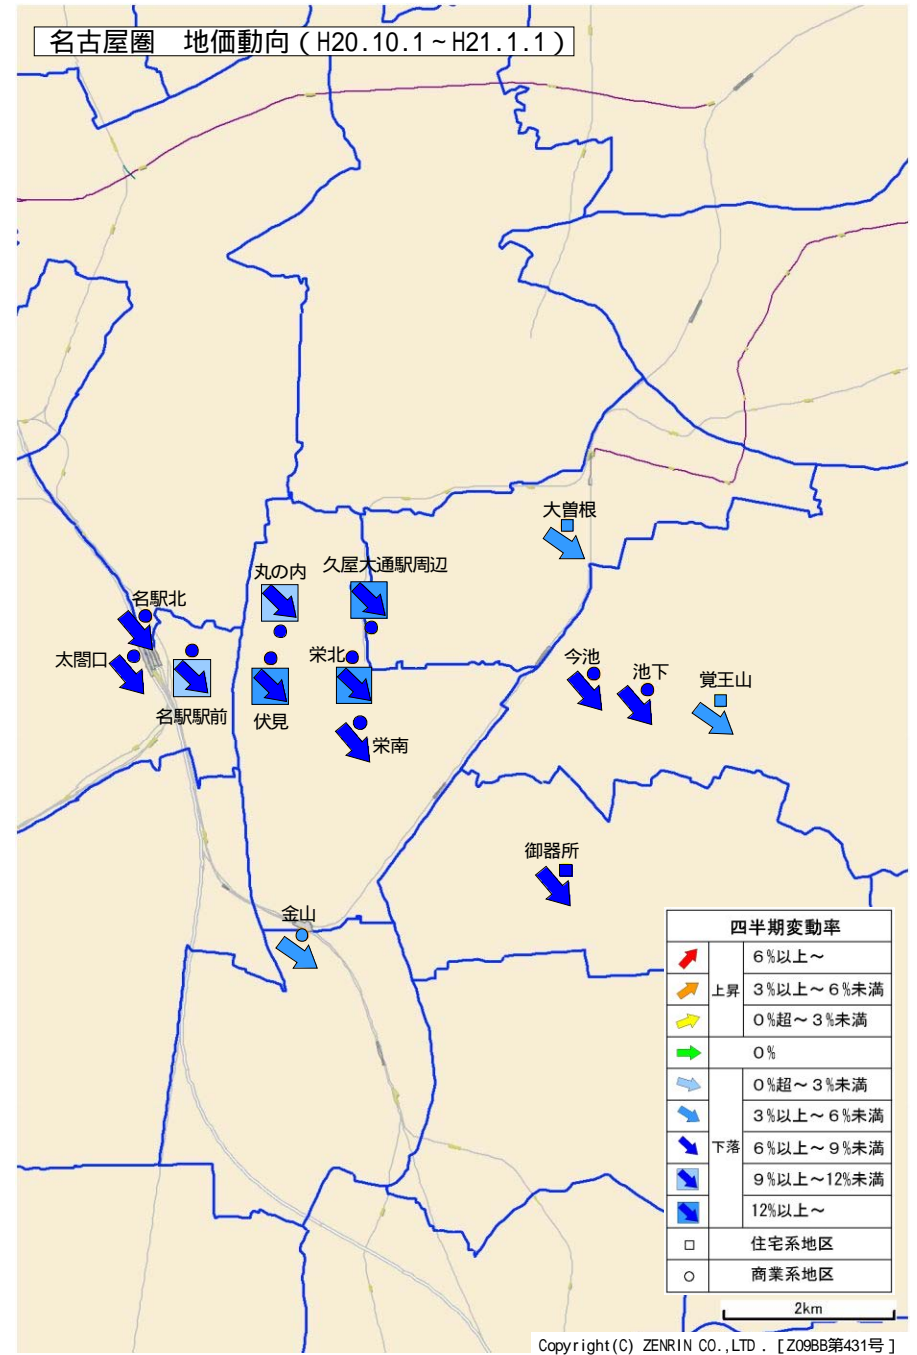 名古屋圏　地価動向（H20.10.1～H21.1.1）
大曽根
久屋大通駅周辺
丸の内
名駅北
栄北
太閤口
今池
池下
覚王山
名駅駅前
伏見
栄南
御器所
金山
四半期変動率
上昇
６％以上～
３％以上～６％未満
０％超～３％未満
０％
下落
０％超～３％未満
３％以上～６％未満
６％以上～９％未満
９％以上～12％未満
12％以上～
住宅系地区
商業系地区
2km
Copyright(C) ZENRIN CO.,LTD．［Z09BB第431号］